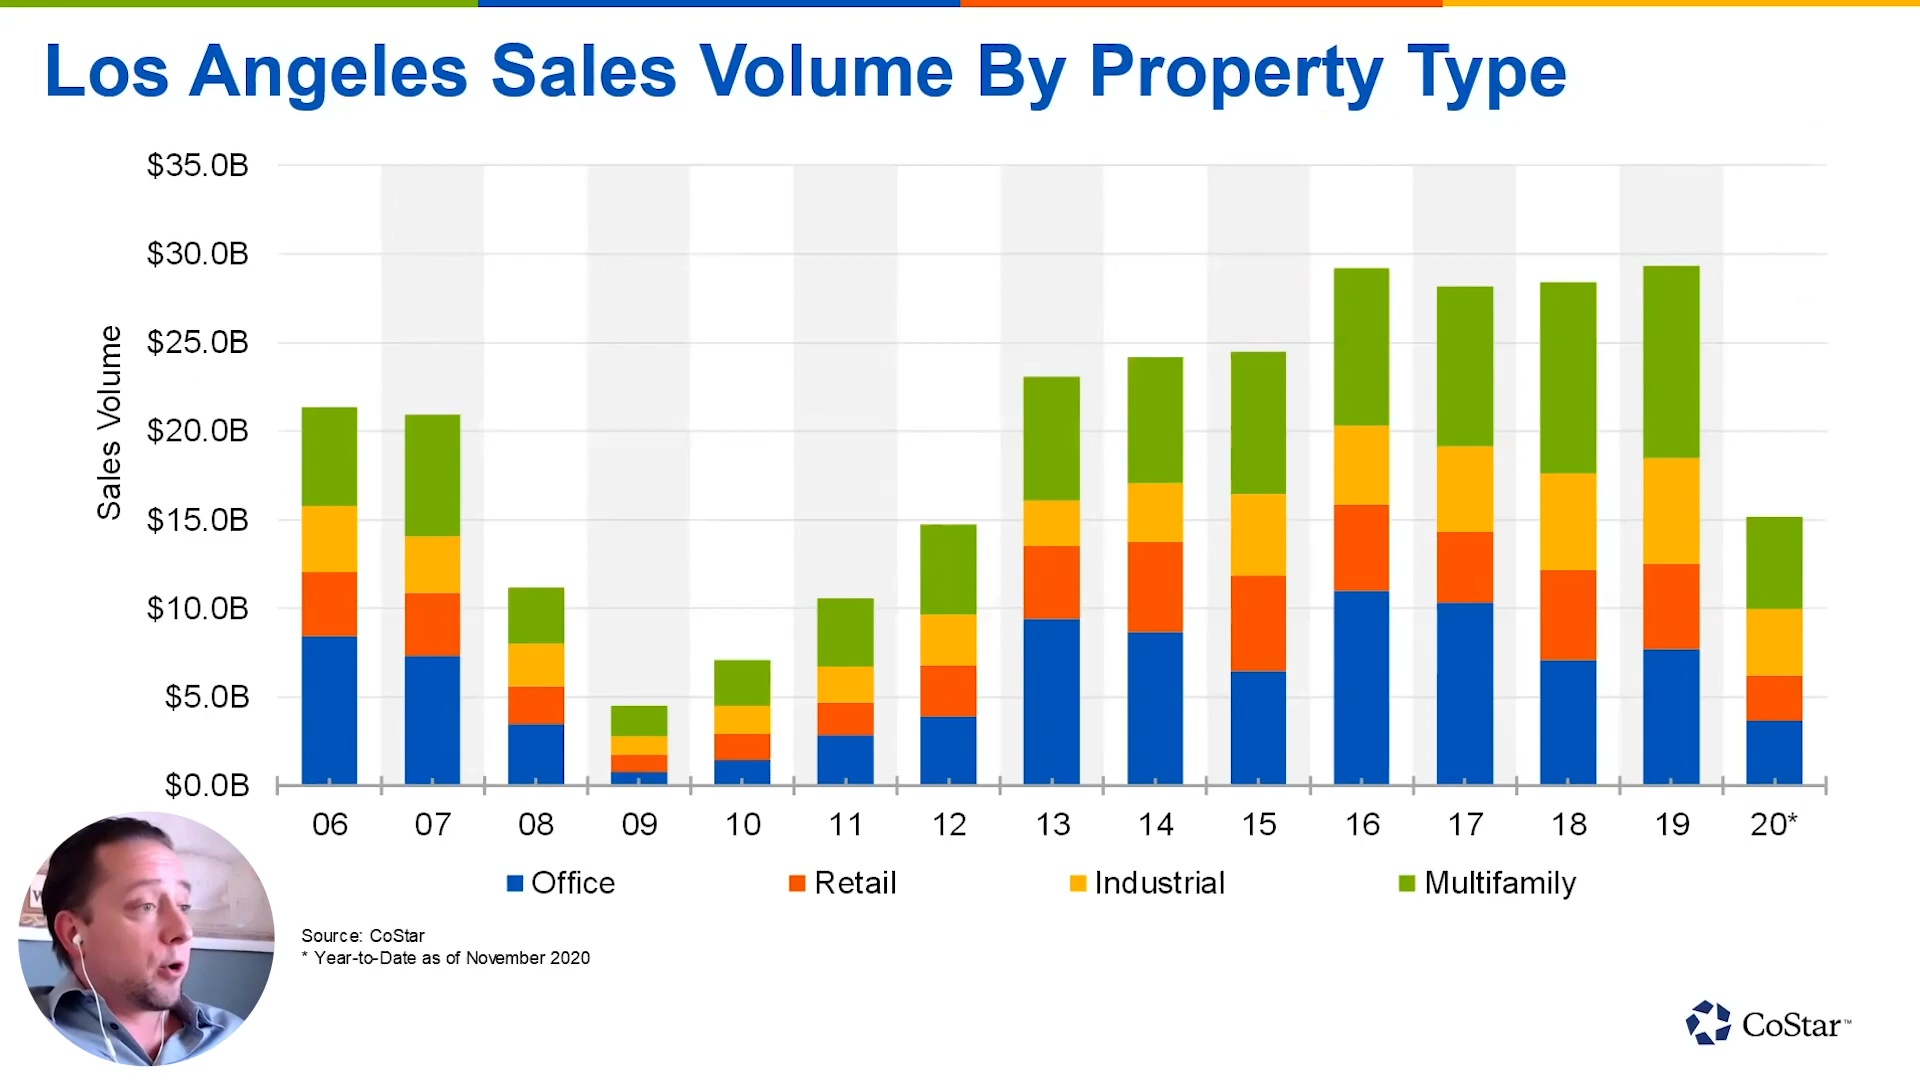 Los Angeles Sales Volume By Property Type
$35.0B
$30.0B
$25.0B
$20.0B
$15.0B
$10.0B
$5.0B
$0.0B
Sales Volume
06 07 08 09 10 11 12 13 14 15 16 17 18 19 20*
Office Retail Industrial Multifamily
Source: CoStar
* Year-to-Date as of November 2020
CoStar™